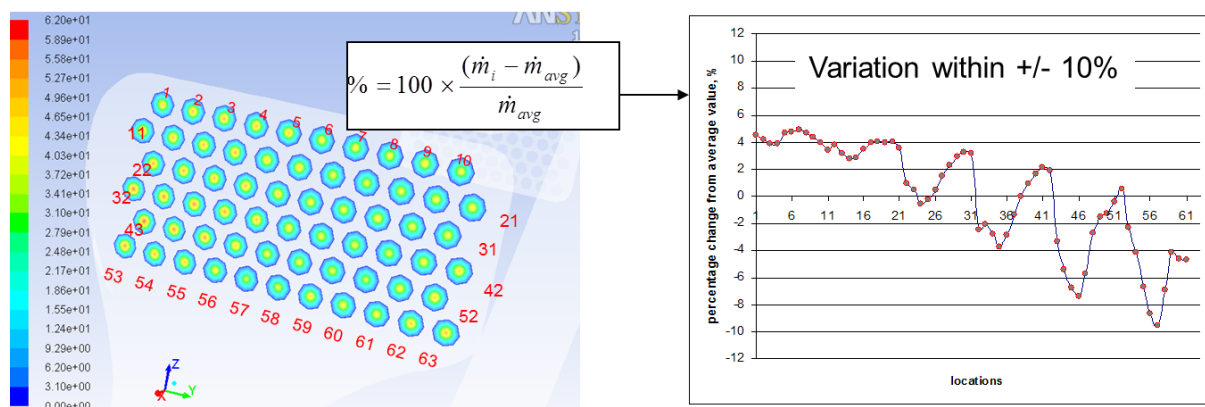 6.20e+01
5.89e+01
5.58e+01
5.27e+01
4.96e+01
4.65e+01
4.34e+01
4.03e+01
3.72e+01
3.41e+01
3.10e+01
2.79e+01
2.48e+01
2.17e+01
1.86e+01
1.55e+01
1.24e+01
9.29e+00
6.20e+00
3.10e+00
0.00e+00
1 2 3 4 5 6 7 8 9 10
11
21
22
31
32
42
43
52
53 54 55 56 57 58 59 60 61 62 63
Z
Y
X
% = 100 × (ṁi − ṁavg) / ṁavg
Variation within +/- 10%
percentage change from average value, %
12
10
8
6
4
2
0
-2
-4
-6
-8
-10
-12
1 6 11 16 21 26 31 36 41 46 51 56 61
locations